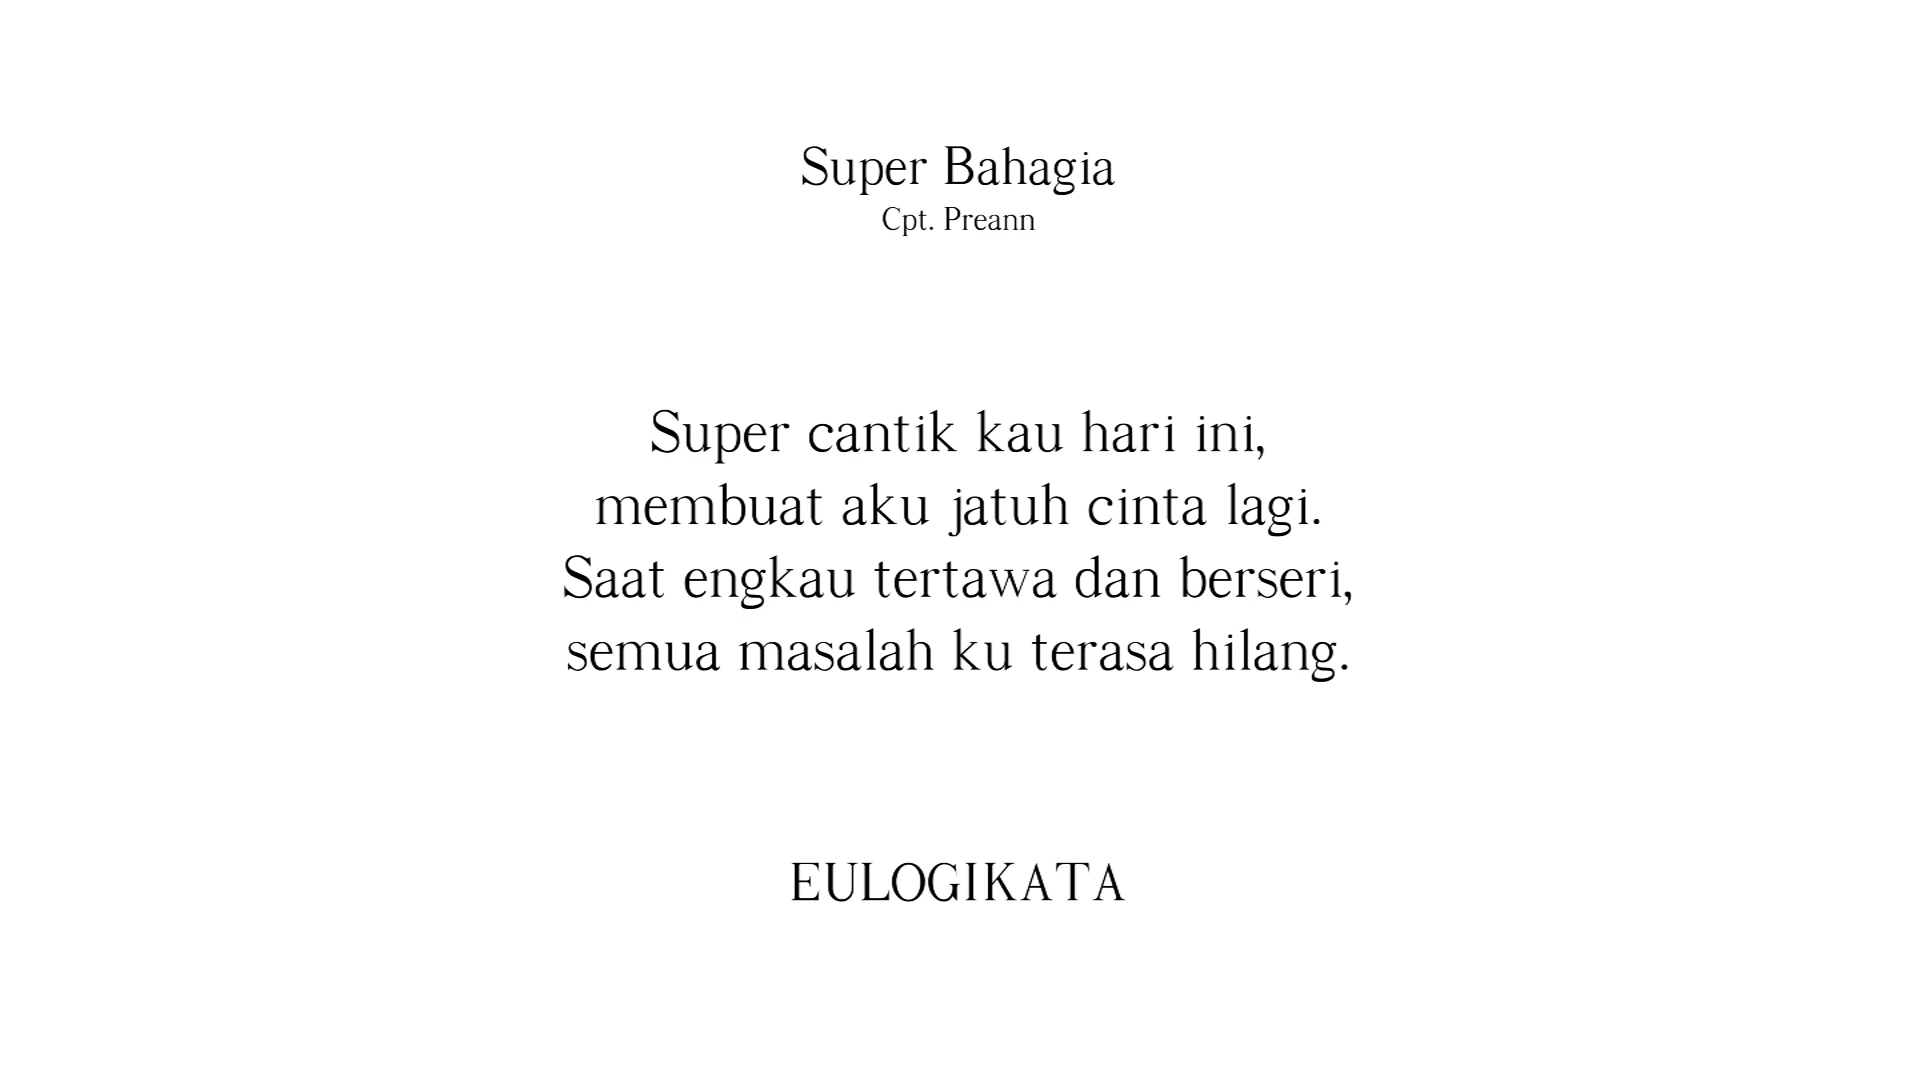 Super Bahagia
Cpt. Preann
Super cantik kau hari ini,
membuat aku jatuh cinta lagi.
Saat engkau tertawa dan berseri,
semua masalah ku terasa hilang.
EULOGIKATA